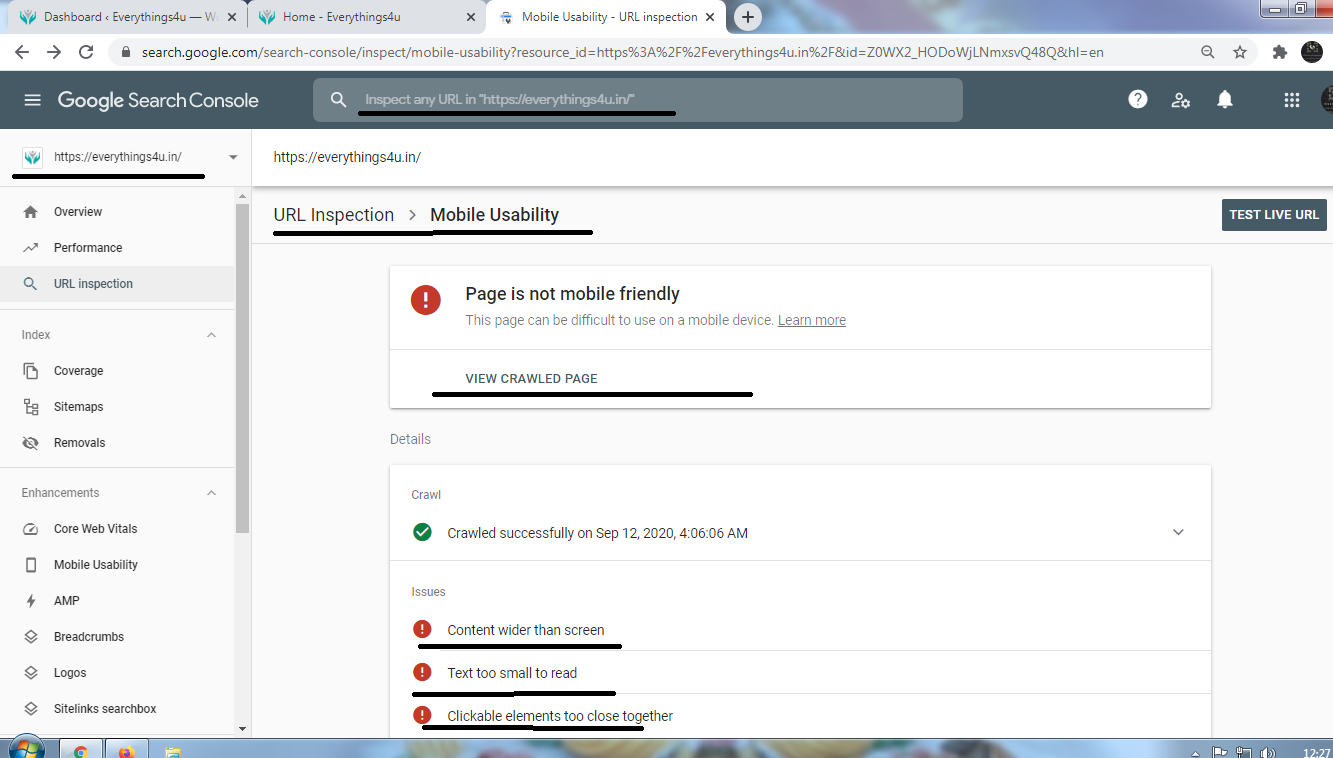 Dashboard ‹ Everythings4u — W
Home - Everythings4u
Mobile Usability - URL inspection
search.google.com/search-console/inspect/mobile-usability?resource_id=https%3A%2F%2Feverythings4u.in%2F&id=Z0WX2_HODoWjLNmxsvQ48Q&hl=en
Google Search Console
Inspect any URL in "https://everythings4u.in/"
https://everythings4u.in/
https://everythings4u.in/
Overview
Performance
URL inspection
Index
Coverage
Sitemaps
Removals
Enhancements
Core Web Vitals
Mobile Usability
AMP
Breadcrumbs
Logos
Sitelinks searchbox
URL Inspection > Mobile Usability
TEST LIVE URL
Page is not mobile friendly
This page can be difficult to use on a mobile device. Learn more
VIEW CRAWLED PAGE
Details
Crawl
Crawled successfully on Sep 12, 2020, 4:06:06 AM
Issues
Content wider than screen
Text too small to read
Clickable elements too close together
12:27